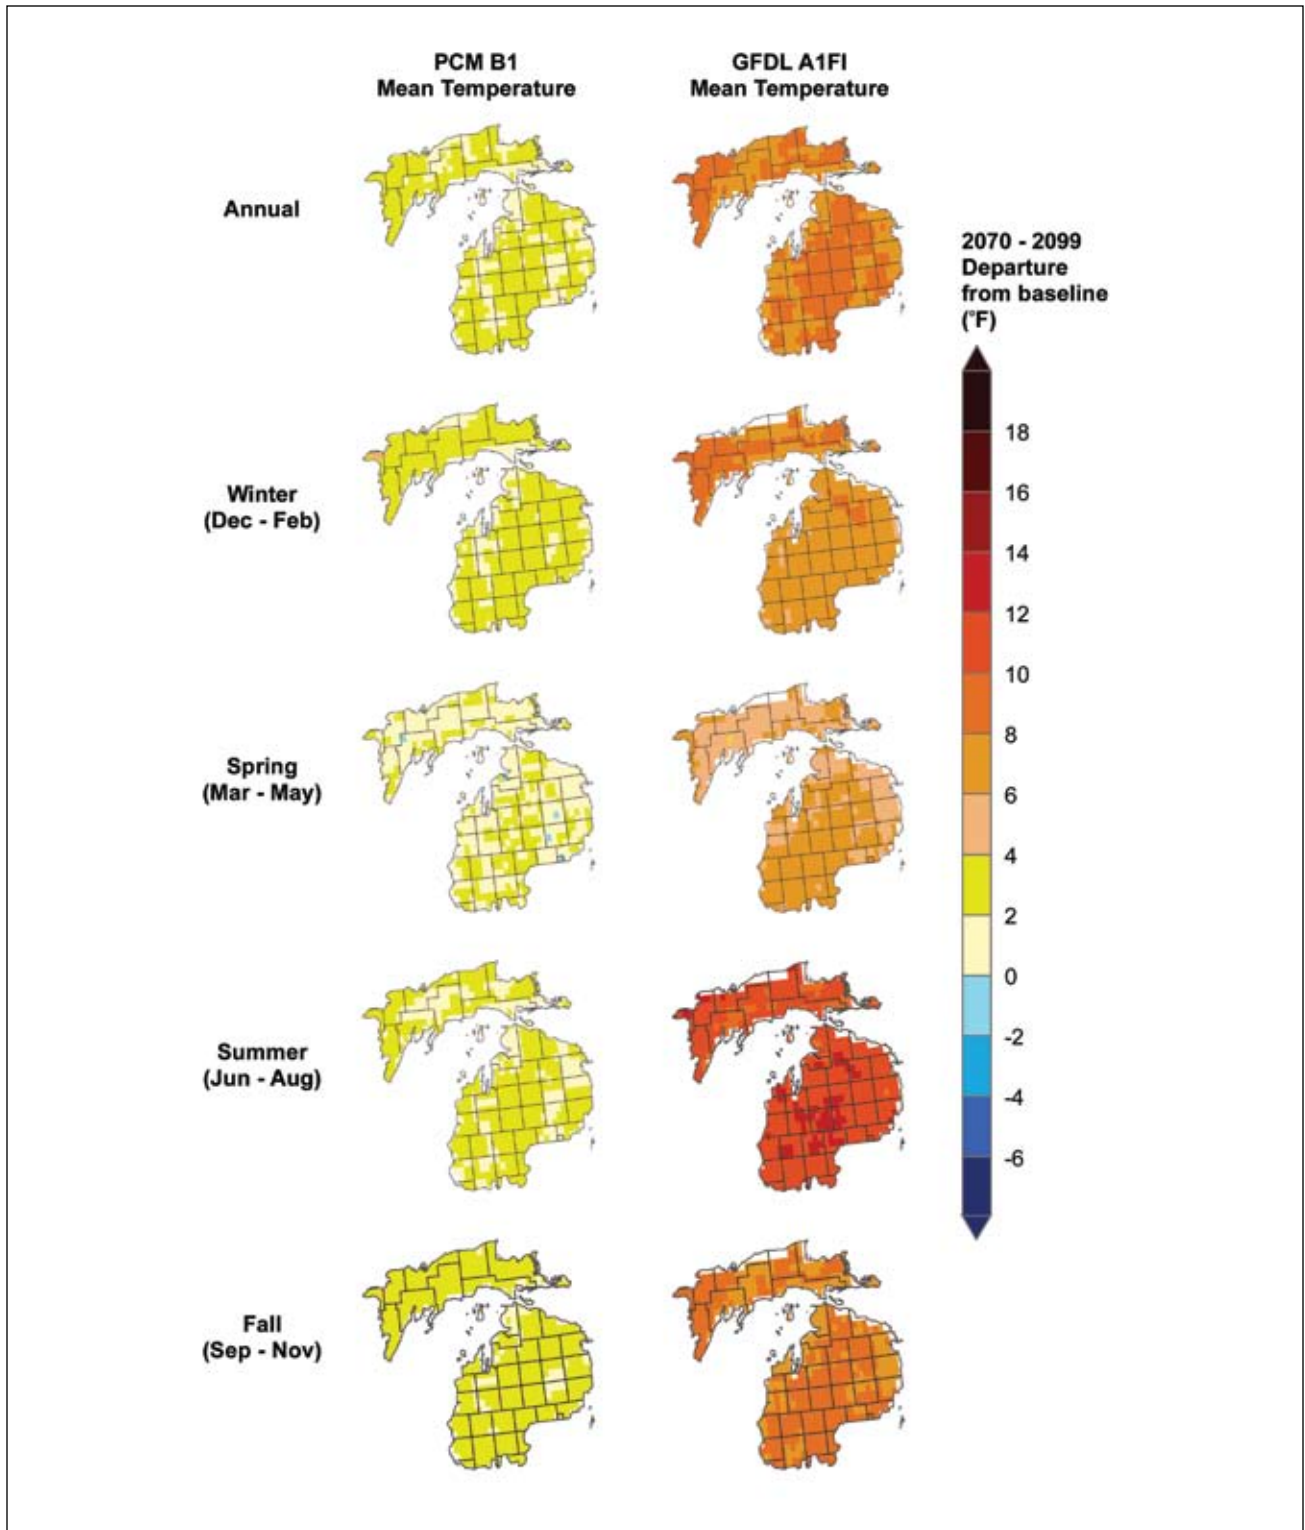 PCM B1
Mean Temperature
GFDL A1FI
Mean Temperature
Annual
Winter
(Dec - Feb)
Spring
(Mar - May)
Summer
(Jun - Aug)
Fall
(Sep - Nov)
2070 - 2099
Departure
from baseline
(°F)
18
16
14
12
10
8
6
4
2
0
-2
-4
-6